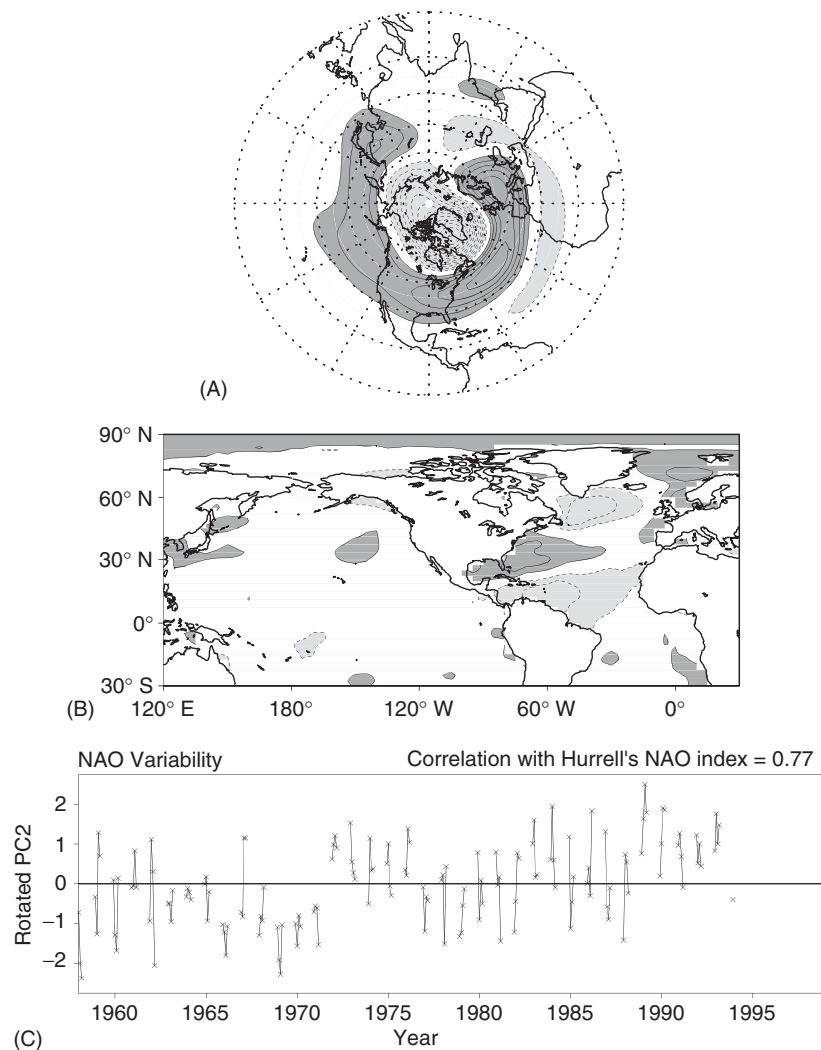 (A)
90° N
60° N
30° N
0°
30° S
(B)
120° E 180° 120° W 60° W 0°
NAO Variability Correlation with Hurrell's NAO index = 0.77
Rotated PC2
2
1
0
−1
−2
1960 1965 1970 1975 1980 1985 1990 1995
(C)
Year